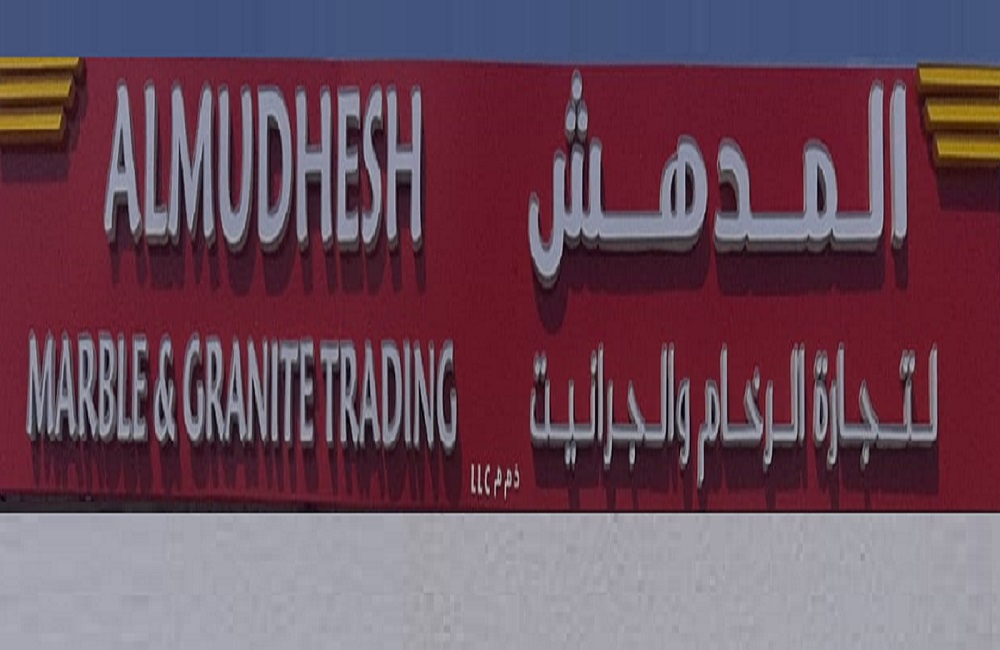 ALMUDHESH
المدهش
MARBLE & GRANITE TRADING
لتجارة الرخام والجرانيت
LLC ذ م م